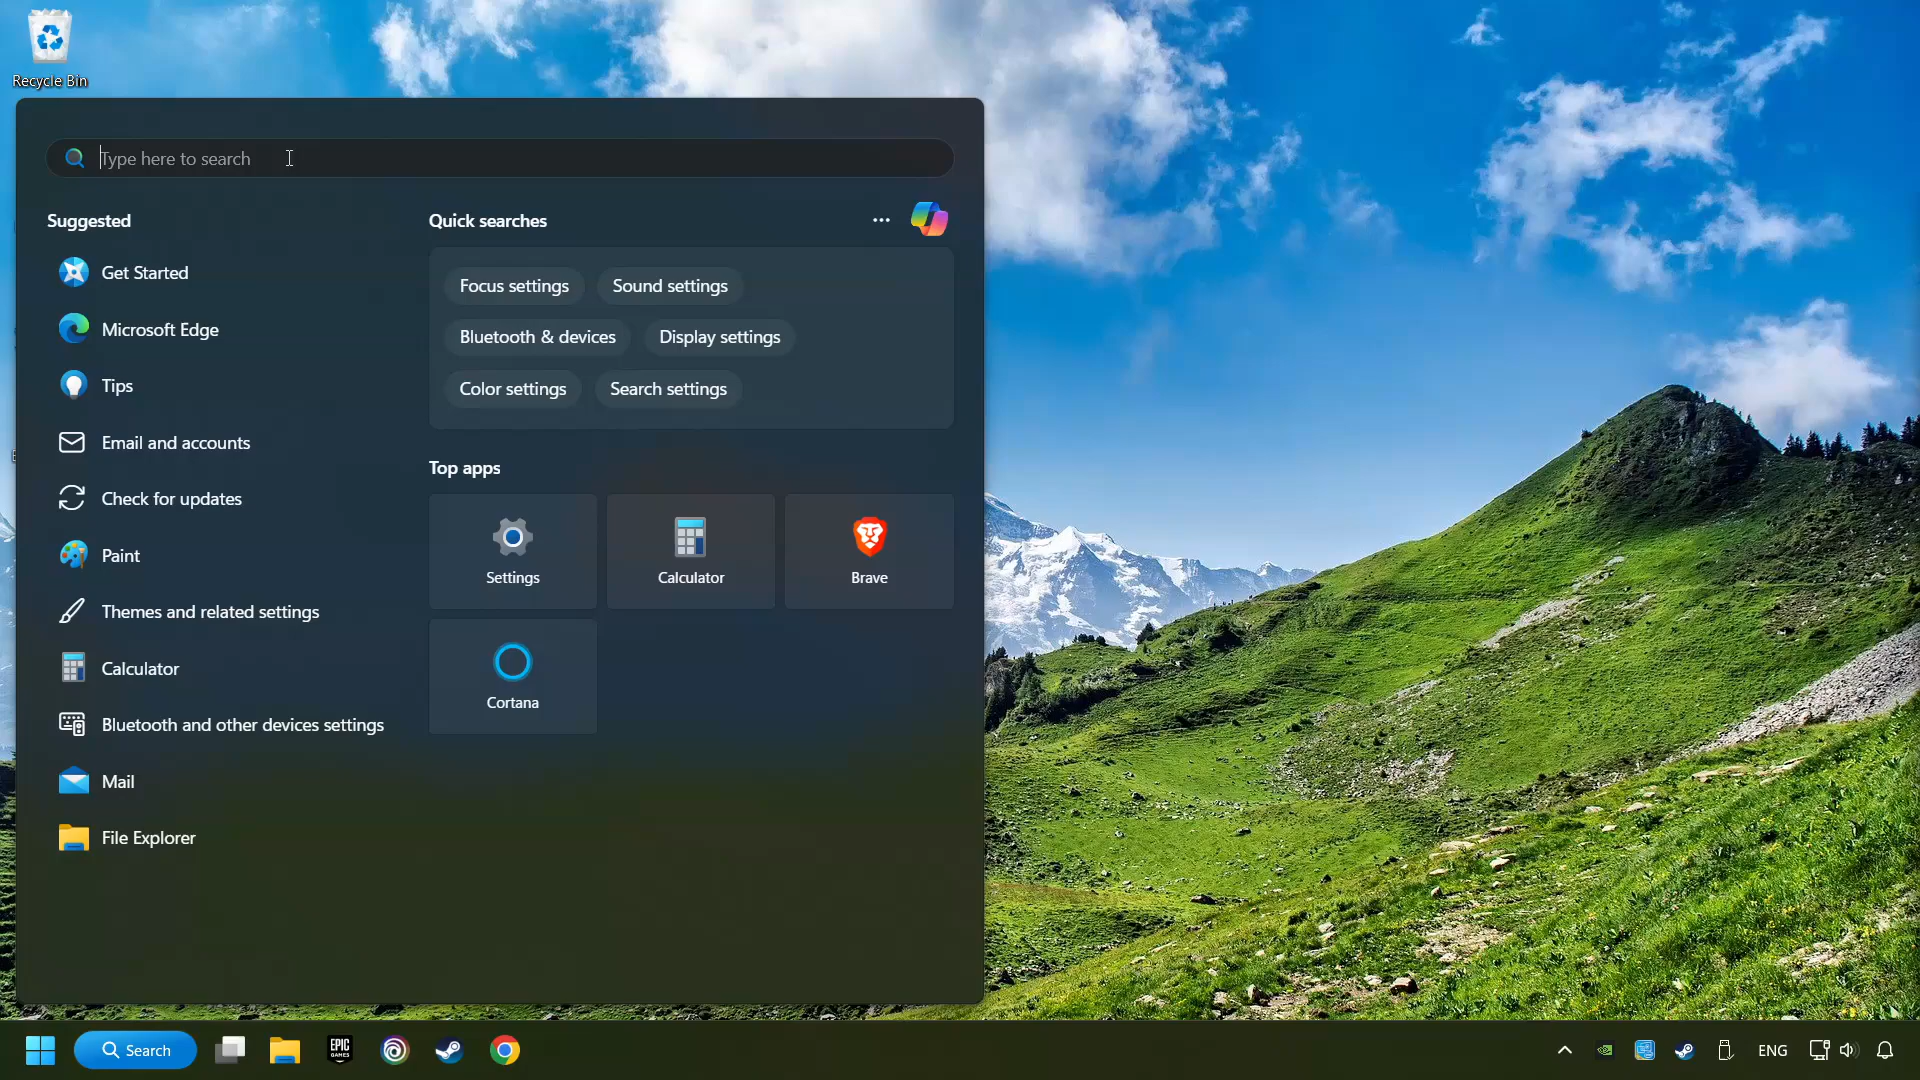 Recycle Bin
Type here to search
Suggested
Get Started
Microsoft Edge
Tips
Email and accounts
Check for updates
Paint
Themes and related settings
Calculator
Bluetooth and other devices settings
Mail
File Explorer
Quick searches
Focus settings
Sound settings
Bluetooth & devices
Display settings
Color settings
Search settings
Top apps
Settings
Calculator
Brave
Cortana
Search
EPIC
GAMES
ENG